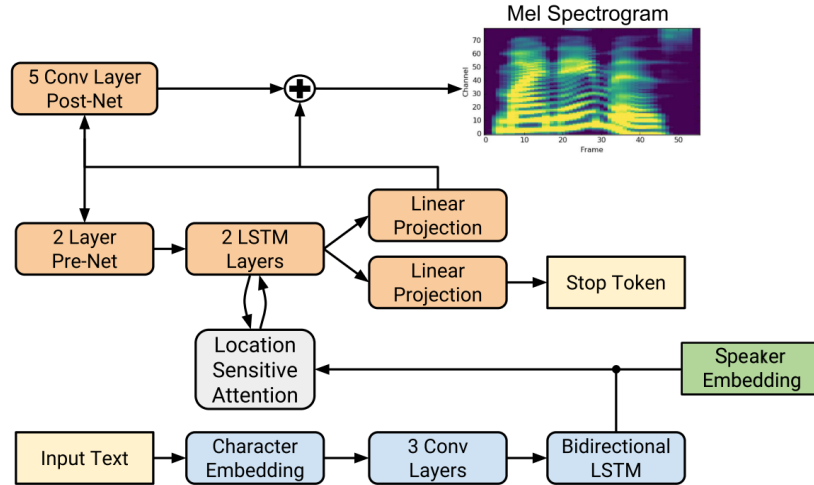 Mel Spectrogram
70
60
50
40
30
20
10
0
Channel
10
20
30
40
50
Frame
5 Conv Layer
Post-Net
2 Layer
Pre-Net
2 LSTM
Layers
Linear
Projection
Linear
Projection
Stop Token
Location
Sensitive
Attention
Speaker
Embedding
Input Text
Character
Embedding
3 Conv
Layers
Bidirectional
LSTM